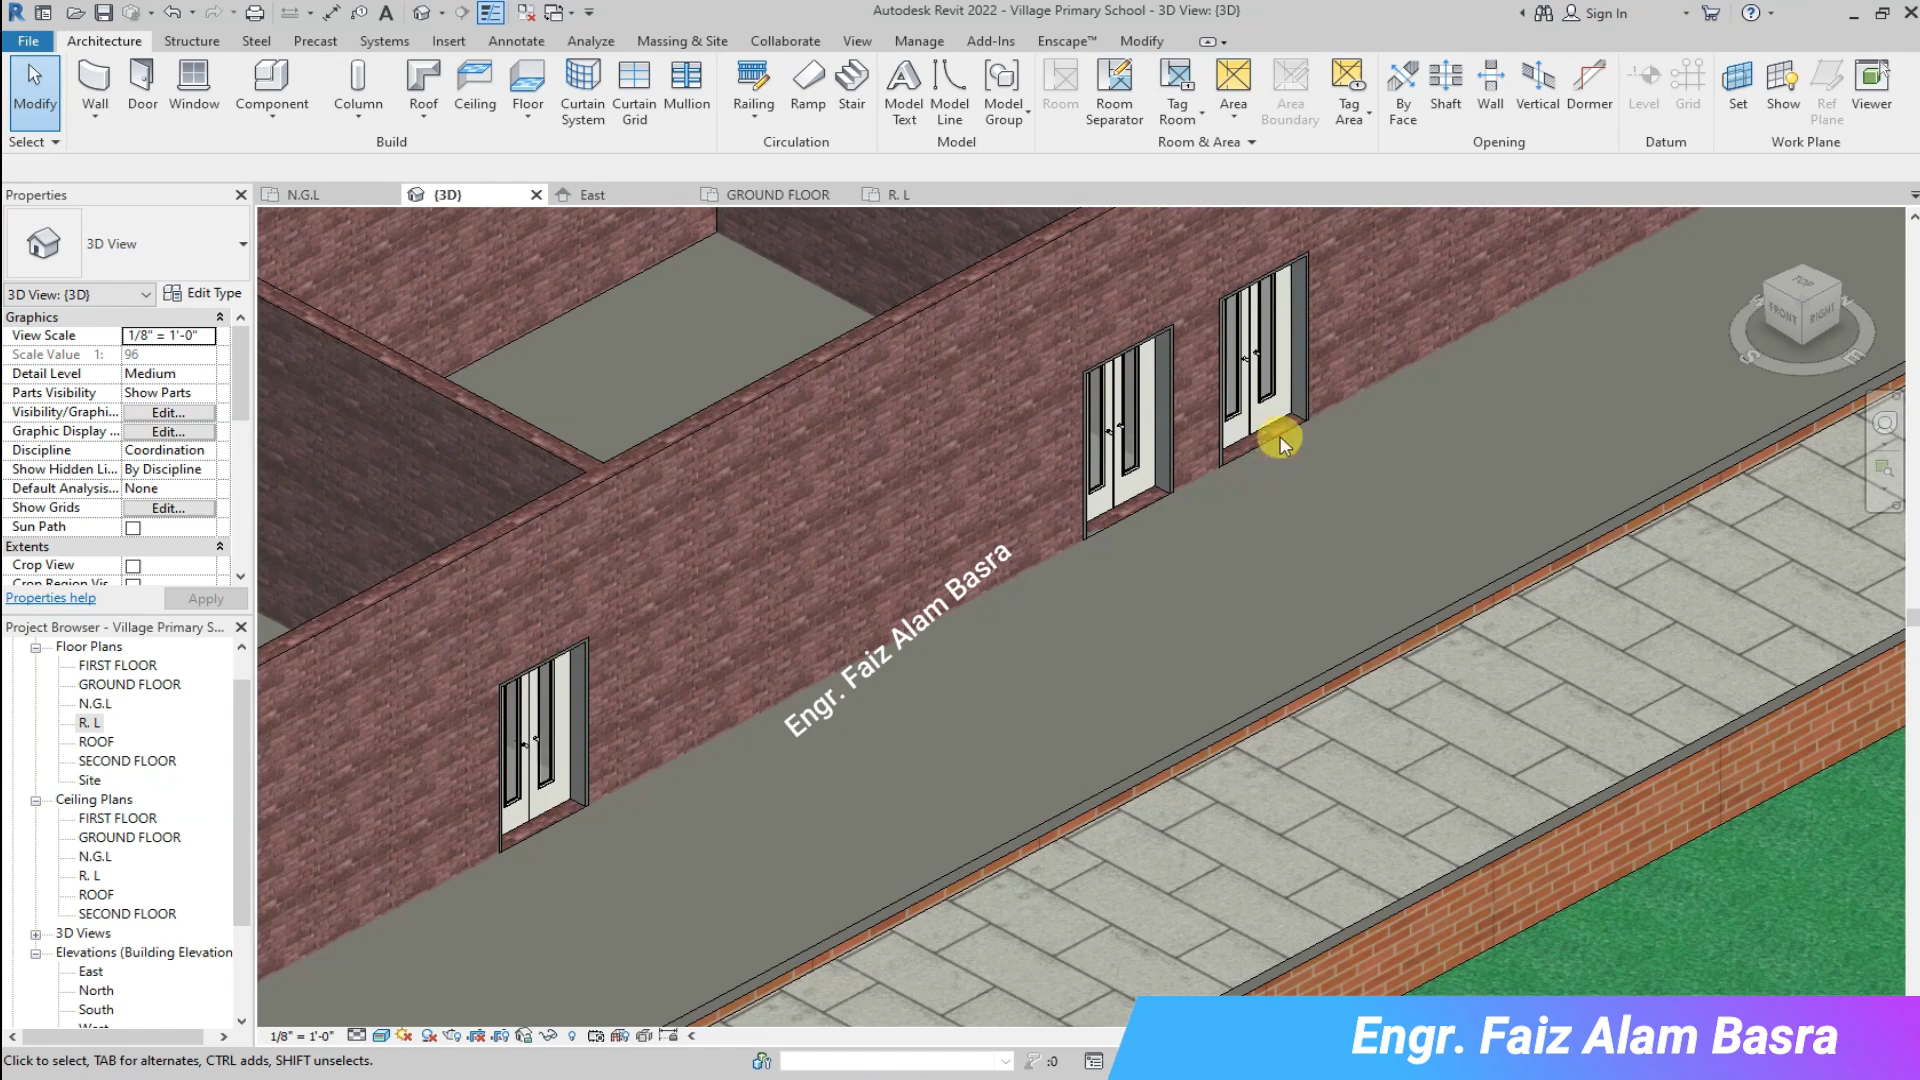 Autodesk Revit 2022 - Village Primary School - 3D View: {3D}
Sign In
File Architecture Structure Steel Precast Systems Insert Annotate Analyze Massing & Site Collaborate View Manage Add-Ins Enscape™ Modify
Modify Wall Door Window Component Column Roof Ceiling Floor Curtain System Curtain Grid Mullion Railing Ramp Stair Model Text Model Line Model Group Room Room Separator Tag Room Area Area Boundary Tag Area By Face Shaft Wall Vertical Dormer Level Grid Set Show Ref Plane Viewer
Select Build Circulation Model Room & Area Opening Datum Work Plane
Properties
N.G.L {3D} East GROUND FLOOR R. L
3D View
3D View: {3D} Edit Type
Graphics
View Scale 1/8" = 1'-0"
Scale Value 1: 96
Detail Level Medium
Parts Visibility Show Parts
Visibility/Graphi... Edit...
Graphic Display ... Edit...
Discipline Coordination
Show Hidden Li... By Discipline
Default Analysis... None
Show Grids Edit...
Sun Path
Extents
Crop View
Crop Region Vis...
Properties help Apply
Project Browser - Village Primary S...
Floor Plans
FIRST FLOOR
GROUND FLOOR
N.G.L
R. L
ROOF
SECOND FLOOR
Site
Ceiling Plans
FIRST FLOOR
GROUND FLOOR
N.G.L
R. L
ROOF
SECOND FLOOR
3D Views
Elevations (Building Elevation
East
North
South
West
TOP
FRONT
RIGHT
S
E
Engr. Faiz Alam Basra
1/8" = 1'-0"
Click to select, TAB for alternates, CTRL adds, SHIFT unselects.
:0
Engr. Faiz Alam Basra